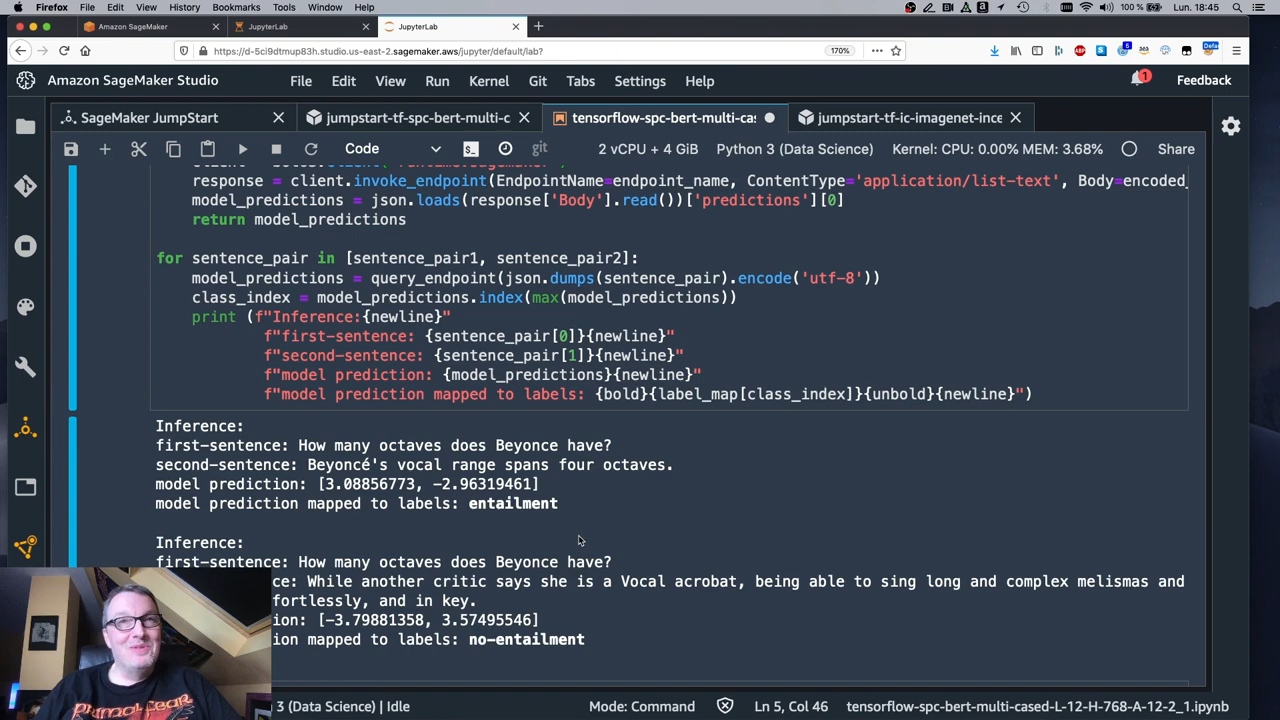 Firefox File Edit View History Bookmarks Tools Window Help 100 % Lun. 18:45
Amazon SageMaker × JupyterLab × JupyterLab × +
https://d-5ci9dtmup83h.studio.us-east-2.sagemaker.aws/jupyter/default/lab? 170%
Amazon SageMaker Studio File Edit View Run Kernel Git Tabs Settings Help 1 Feedback
SageMaker JumpStart × jumpstart-tf-spc-bert-multi-c × tensorflow-spc-bert-multi-cas jumpstart-tf-ic-imagenet-ince ×
Code git 2 vCPU + 4 GiB Python 3 (Data Science) Kernel: CPU: 0.00% MEM: 3.68% Share
response = client.invoke_endpoint(EndpointName=endpoint_name, ContentType='application/list-text', Body=encoded_
model_predictions = json.loads(response['Body'].read())['predictions'][0]
return model_predictions
for sentence_pair in [sentence_pair1, sentence_pair2]:
model_predictions = query_endpoint(json.dumps(sentence_pair).encode('utf-8'))
class_index = model_predictions.index(max(model_predictions))
print (f"Inference:{newline}"
f"first-sentence: {sentence_pair[0]}{newline}"
f"second-sentence: {sentence_pair[1]}{newline}"
f"model prediction: {model_predictions}{newline}"
f"model prediction mapped to labels: {bold}{label_map[class_index]}{unbold}{newline}")
Inference:
first-sentence: How many octaves does Beyonce have?
second-sentence: Beyoncé's vocal range spans four octaves.
model prediction: [3.08856773, -2.96319461]
model prediction mapped to labels: entailment
Inference:
first-sentence: How many octaves does Beyonce have?
ce: While another critic says she is a Vocal acrobat, being able to sing long and complex melismas and
fortlessly, and in key.
ion: [-3.79881358, 3.57495546]
ion mapped to labels: no-entailment
3 (Data Science) | Idle Mode: Command Ln 5, Col 46 tensorflow-spc-bert-multi-cased-L-12-H-768-A-12-2_1.ipynb